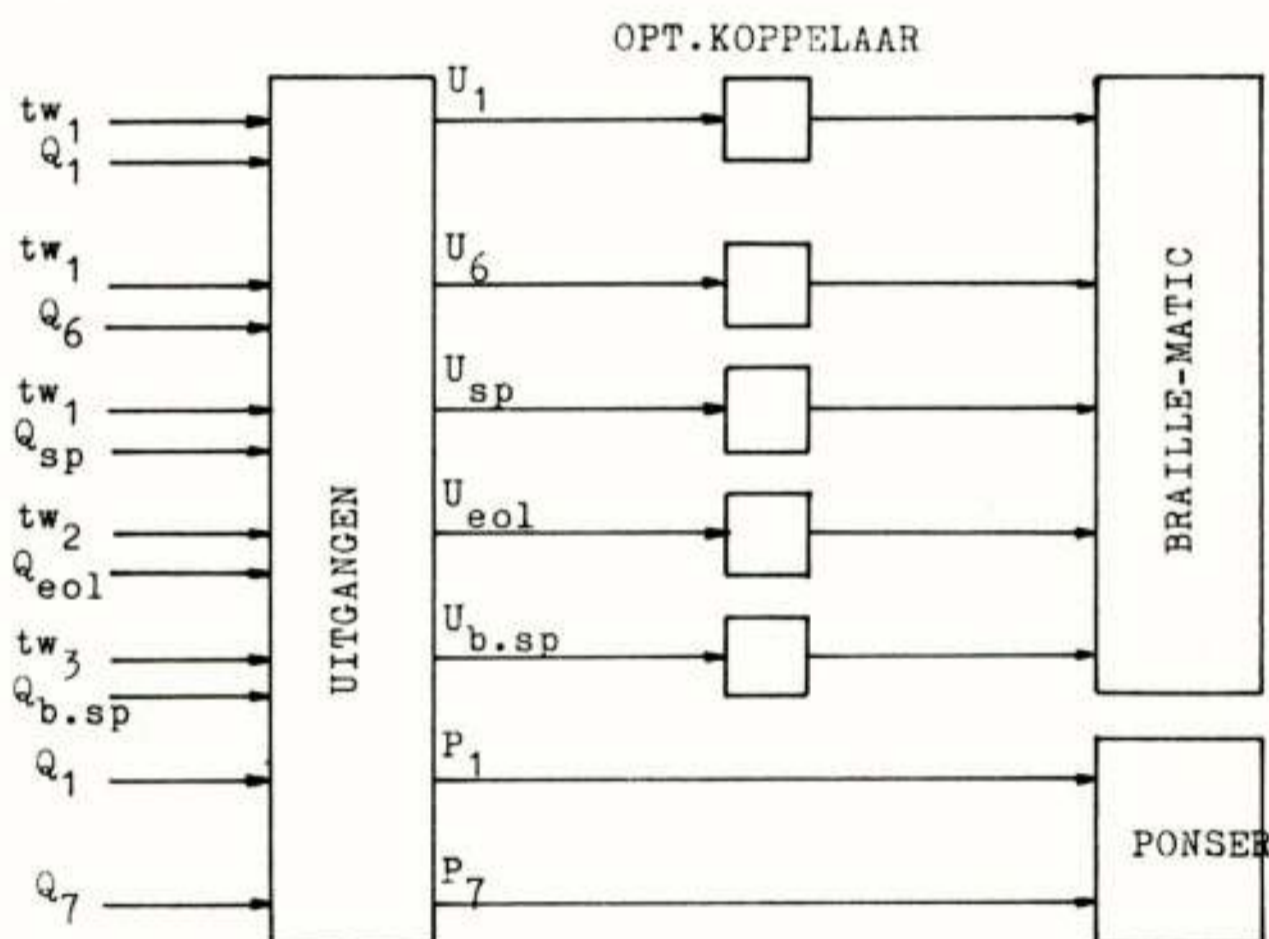 OPT.KOPPELAAR
tw1
Q1
U1
tw1
Q6
U6
tw1
Qsp
Usp
tw2
Qeol
Ueol
tw3
Qb.sp
Ub.sp
Q1
P1
Q7
P7
UITGANGEN
BRAILLE-MATIC
PONSER